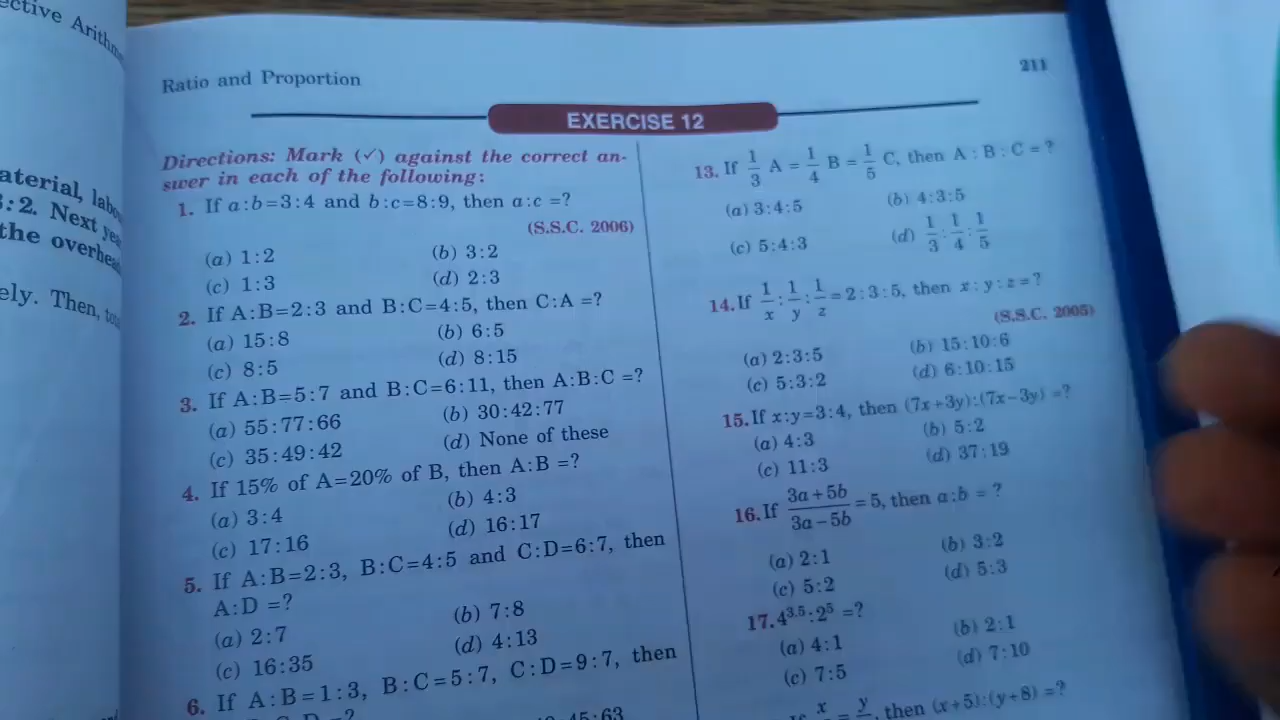 ective Arithm
aterial, labo
3:2. Next ye
the overhea
ely. Then, to
Ratio and Proportion
211
EXERCISE 12
Directions: Mark (✓) against the correct an-
swer in each of the following:
1. If a:b=3:4 and b:c=8:9, then a:c =?
(S.S.C. 2006)
(a) 1:2 (b) 3:2
(c) 1:3 (d) 2:3
2. If A:B=2:3 and B:C=4:5, then C:A =?
(a) 15:8 (b) 6:5
(c) 8:5 (d) 8:15
3. If A:B=5:7 and B:C=6:11, then A:B:C =?
(a) 55:77:66 (b) 30:42:77
(c) 35:49:42 (d) None of these
4. If 15% of A=20% of B, then A:B =?
(a) 3:4 (b) 4:3
(c) 17:16 (d) 16:17
5. If A:B=2:3, B:C=4:5 and C:D=6:7, then
A:D =?
(a) 2:7 (b) 7:8
(c) 16:35 (d) 4:13
6. If A:B=1:3, B:C=5:7, C:D=9:7, then
45:63
13. If 1/3 A = 1/4 B = 1/5 C, then A : B : C = ?
(a) 3:4:5 (b) 4:3:5
(c) 5:4:3 (d) 1/3 : 1/4 : 1/5
14. If 1/x : 1/y : 1/z = 2:3:5, then x:y:z=?
(S.S.C. 2005)
(a) 2:3:5 (b) 15:10:6
(c) 5:3:2 (d) 6:10:15
15. If x:y=3:4, then (7x+3y):(7x-3y) =?
(a) 4:3 (b) 5:2
(c) 11:3 (d) 37:19
16. If (3a+5b)/(3a-5b) = 5, then a:b = ?
(a) 2:1 (b) 3:2
(c) 5:2 (d) 5:3
17. 4^3.5 : 2^5 =?
(a) 4:1 (b) 2:1
(c) 7:5 (d) 7:10
If x = y, then (x+5):(y+8) =?